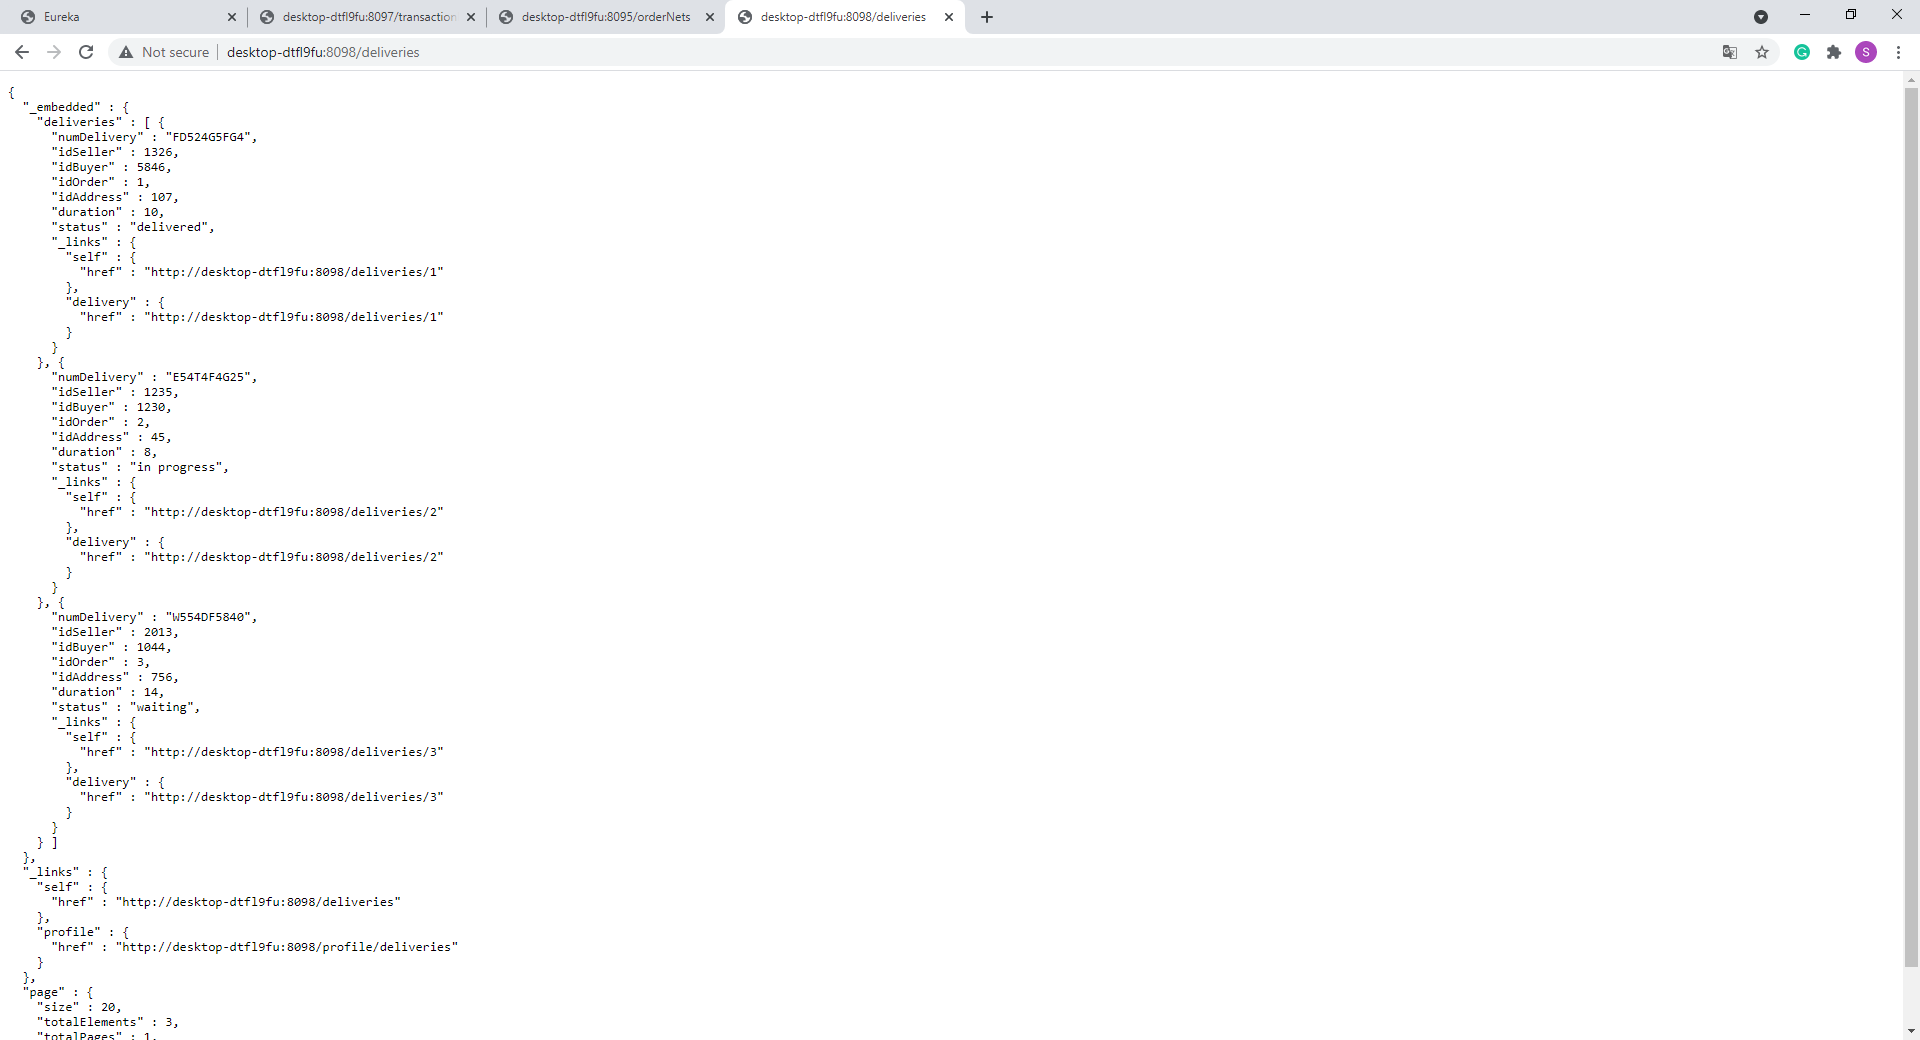 Eureka
desktop-dtfl9fu:8097/transaction
desktop-dtfl9fu:8095/orderNets
desktop-dtfl9fu:8098/deliveries
Not secure
desktop-dtfl9fu:8098/deliveries
S
{
  "_embedded" : {
    "deliveries" : [ {
      "numDelivery" : "FD524G5FG4",
      "idSeller" : 1326,
      "idBuyer" : 5846,
      "idOrder" : 1,
      "idAddress" : 107,
      "duration" : 10,
      "status" : "delivered",
      "_links" : {
        "self" : {
          "href" : "http://desktop-dtfl9fu:8098/deliveries/1"
        },
        "delivery" : {
          "href" : "http://desktop-dtfl9fu:8098/deliveries/1"
        }
      }
    }, {
      "numDelivery" : "E54T4F4G25",
      "idSeller" : 1235,
      "idBuyer" : 1230,
      "idOrder" : 2,
      "idAddress" : 45,
      "duration" : 8,
      "status" : "in progress",
      "_links" : {
        "self" : {
          "href" : "http://desktop-dtfl9fu:8098/deliveries/2"
        },
        "delivery" : {
          "href" : "http://desktop-dtfl9fu:8098/deliveries/2"
        }
      }
    }, {
      "numDelivery" : "W554DF5840",
      "idSeller" : 2013,
      "idBuyer" : 1044,
      "idOrder" : 3,
      "idAddress" : 756,
      "duration" : 14,
      "status" : "waiting",
      "_links" : {
        "self" : {
          "href" : "http://desktop-dtfl9fu:8098/deliveries/3"
        },
        "delivery" : {
          "href" : "http://desktop-dtfl9fu:8098/deliveries/3"
        }
      }
    } ]
  },
  "_links" : {
    "self" : {
      "href" : "http://desktop-dtfl9fu:8098/deliveries"
    },
    "profile" : {
      "href" : "http://desktop-dtfl9fu:8098/profile/deliveries"
    }
  },
  "page" : {
    "size" : 20,
    "totalElements" : 3,
    "totalPages" : 1,